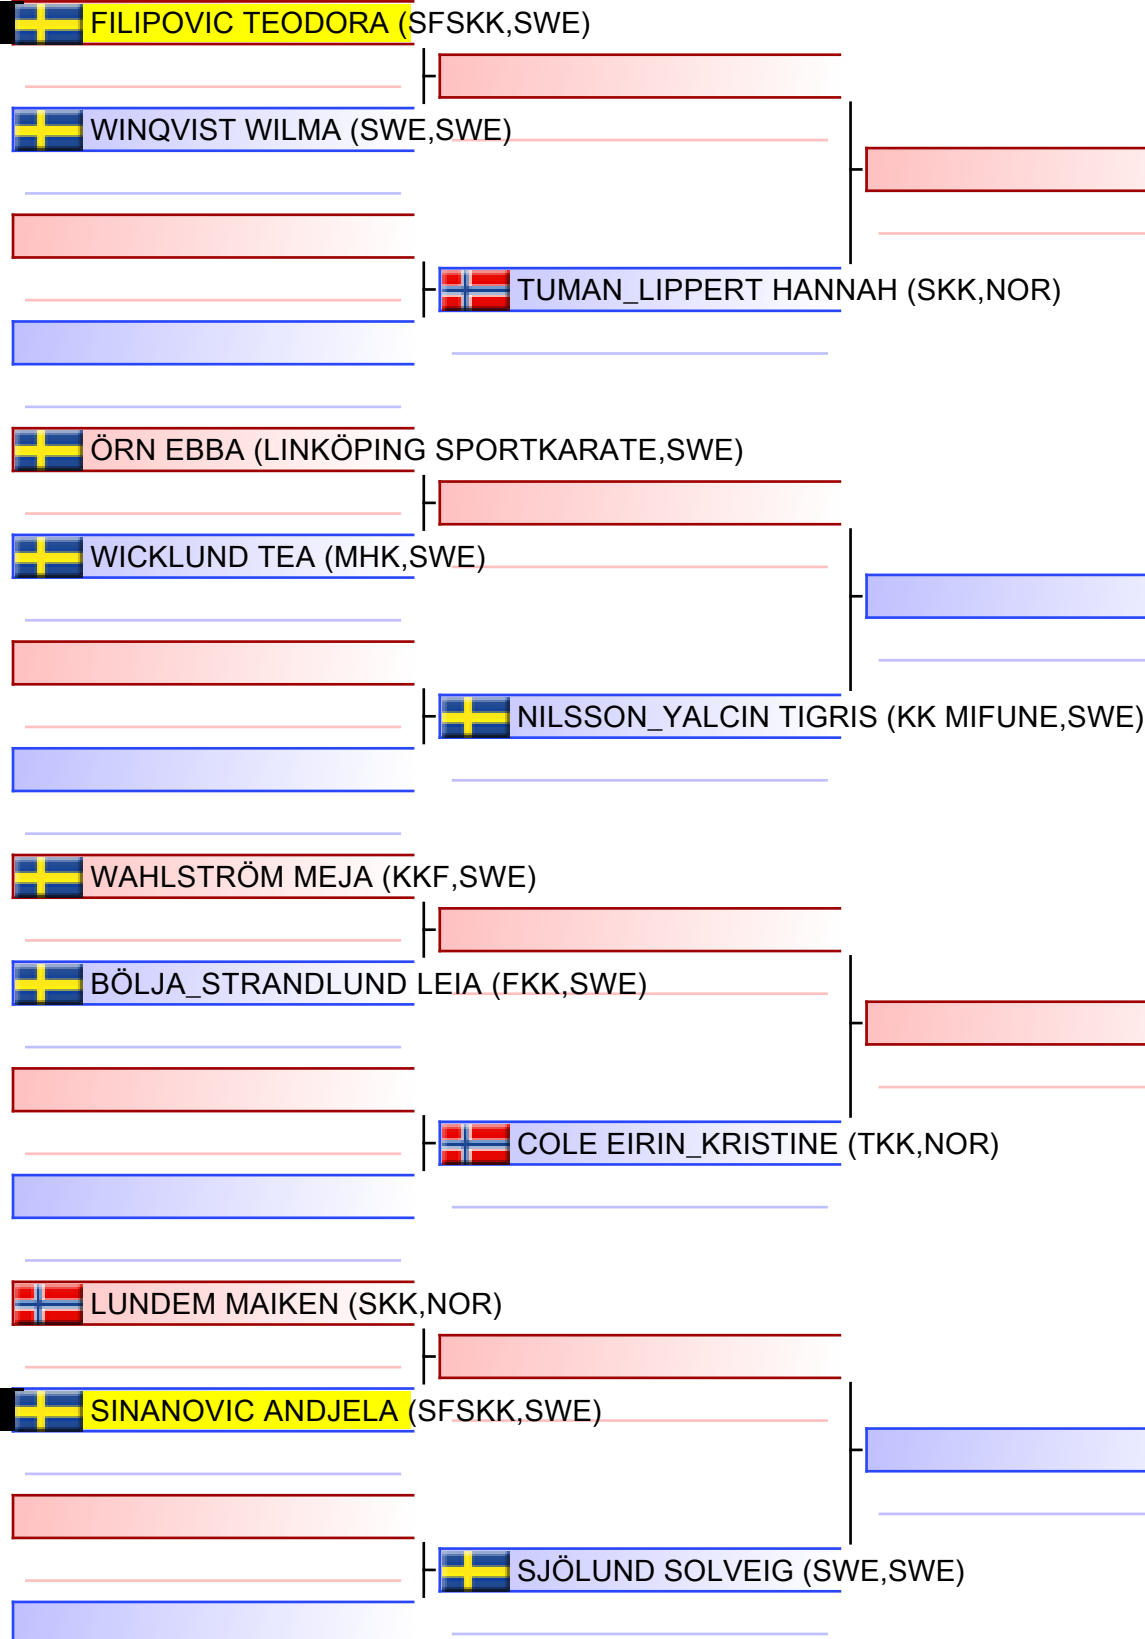 FILIPOVIC TEODORA (SFSKK,SWE)
WINQVIST WILMA (SWE,SWE)
TUMAN_LIPPERT HANNAH (SKK,NOR)
ÖRN EBBA (LINKÖPING SPORTKARATE,SWE)
WICKLUND TEA (MHK,SWE)
NILSSON_YALCIN TIGRIS (KK MIFUNE,SWE)
WAHLSTRÖM MEJA (KKF,SWE)
BÖLJA_STRANDLUND LEIA (FKK,SWE)
COLE EIRIN_KRISTINE (TKK,NOR)
LUNDEM MAIKEN (SKK,NOR)
SINANOVIC ANDJELA (SFSKK,SWE)
SJÖLUND SOLVEIG (SWE,SWE)